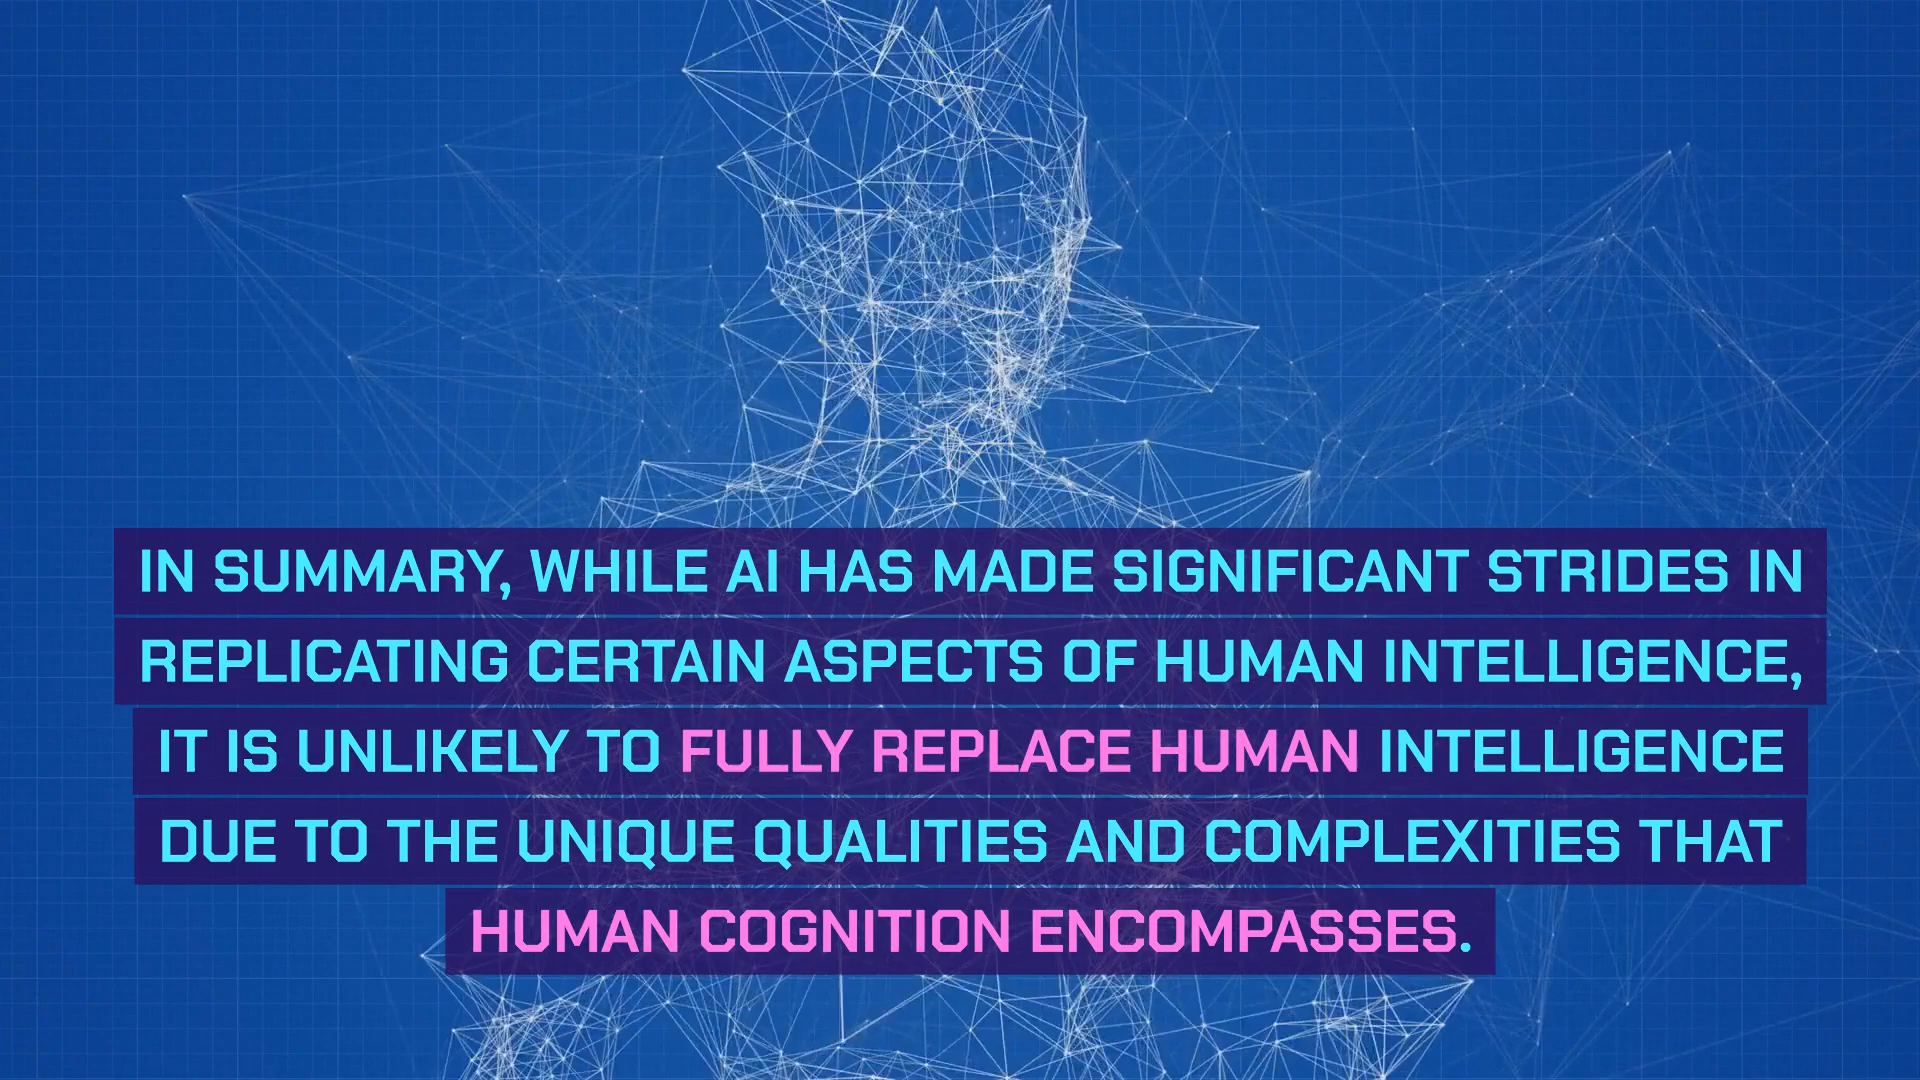 IN SUMMARY, WHILE AI HAS MADE SIGNIFICANT STRIDES IN
REPLICATING CERTAIN ASPECTS OF HUMAN INTELLIGENCE,
IT IS UNLIKELY TO FULLY REPLACE HUMAN INTELLIGENCE
DUE TO THE UNIQUE QUALITIES AND COMPLEXITIES THAT
HUMAN COGNITION ENCOMPASSES.